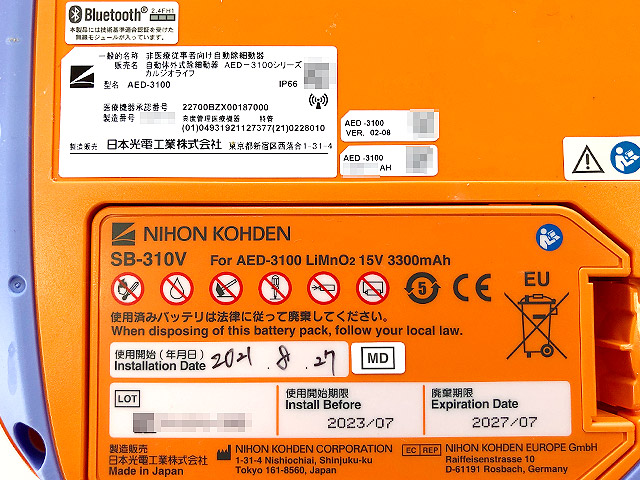 Bluetooth® 2.4FH1
本製品には技術基準適合認証を受けた
無線モジュールが入っています。
一般的名称 非医療従事者向け自動除細動器
販売名 自動体外式除細動器 AED-3100シリーズ
カルジオライフ
型名 AED-3100 IP66
医療機器承認番号 22700BZX00187000
製造番号 高度管理医療機器 特管
(01)04931921127377(21)0228010
製造販売 日本光電工業株式会社 東京都新宿区西落合1-31-4
AED-3100
VER. 02-08
AED-3100
AH
NIHON KOHDEN
SB-310V For AED-3100 LiMnO2 15V 3300mAh
5 CE EU
使用済みバッテリは法律に従って廃棄してください。
When disposing of this battery pack, follow your local law.
使用開始(年月日)
Installation Date 2021.8.27 MD
LOT
使用開始期限
Install Before
2023/07
廃棄期限
Expiration Date
2027/07
製造販売
日本光電工業株式会社
Made in Japan
NIHON KOHDEN CORPORATION
1-31-4 Nishiochiai, Shinjuku-ku
Tokyo 161-8560, Japan
EC REP NIHON KOHDEN EUROPE GmbH
Raiffeisenstrasse 10
D-61191 Rosbach, Germany